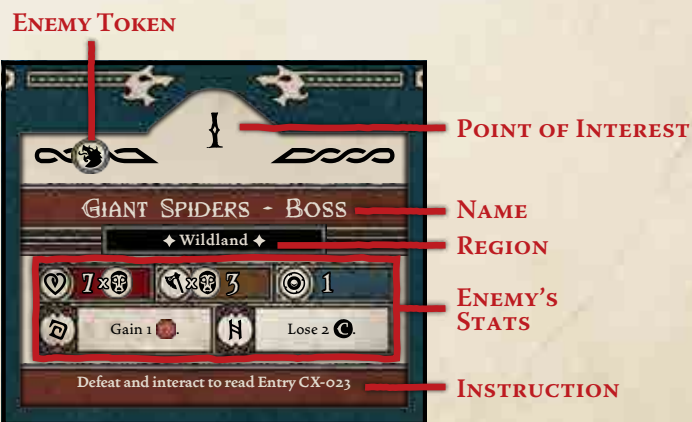 Enemy Token
Point of Interest
Giant Spiders - Boss
Name
✦ Wildland ✦
Region
7x
x 3
1
Enemy's
Stats
Gain 1 .
Lose 2 C.
Defeat and interact to read Entry CX-023
Instruction